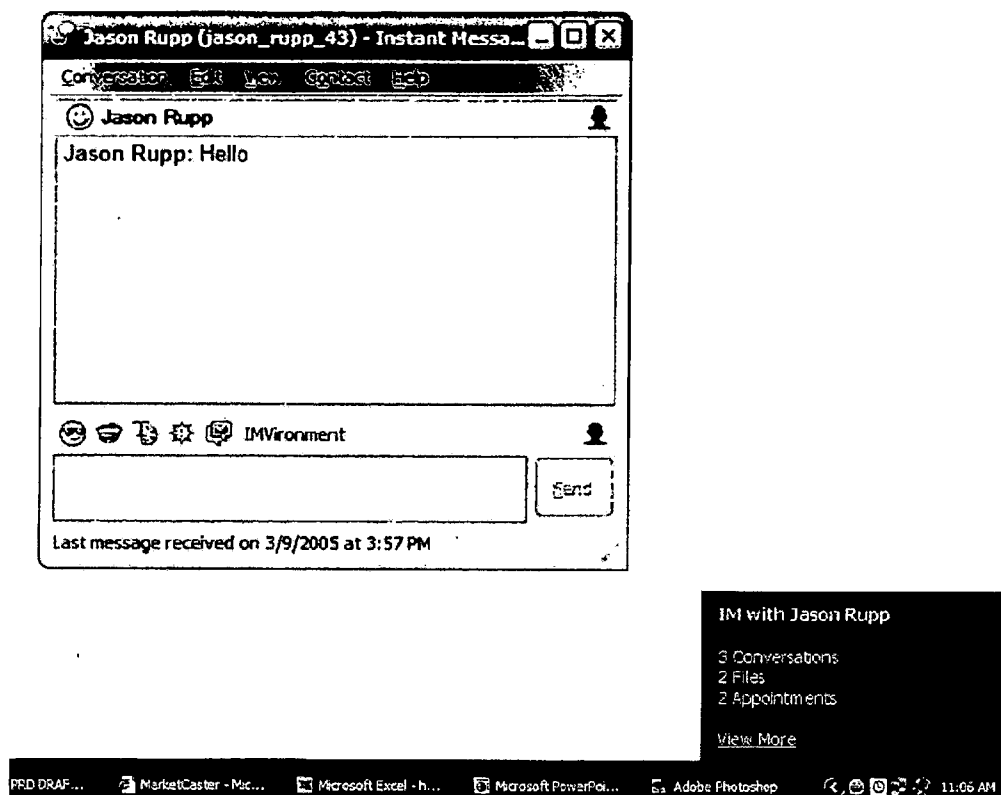 Jason Rupp (jason_rupp_43) - Instant Messa...
Conversation Edit View Contact Help
Jason Rupp
Jason Rupp: Hello
IMVironment
Send
Last message received on 3/9/2005 at 3:57 PM
IM with Jason Rupp
3 Conversations
2 Files
2 Appointments
View More
PRD DRAF... MarketCaster - Mic... Microsoft Excel - h... Microsoft PowerPoi... Adobe Photoshop 11:06 AM